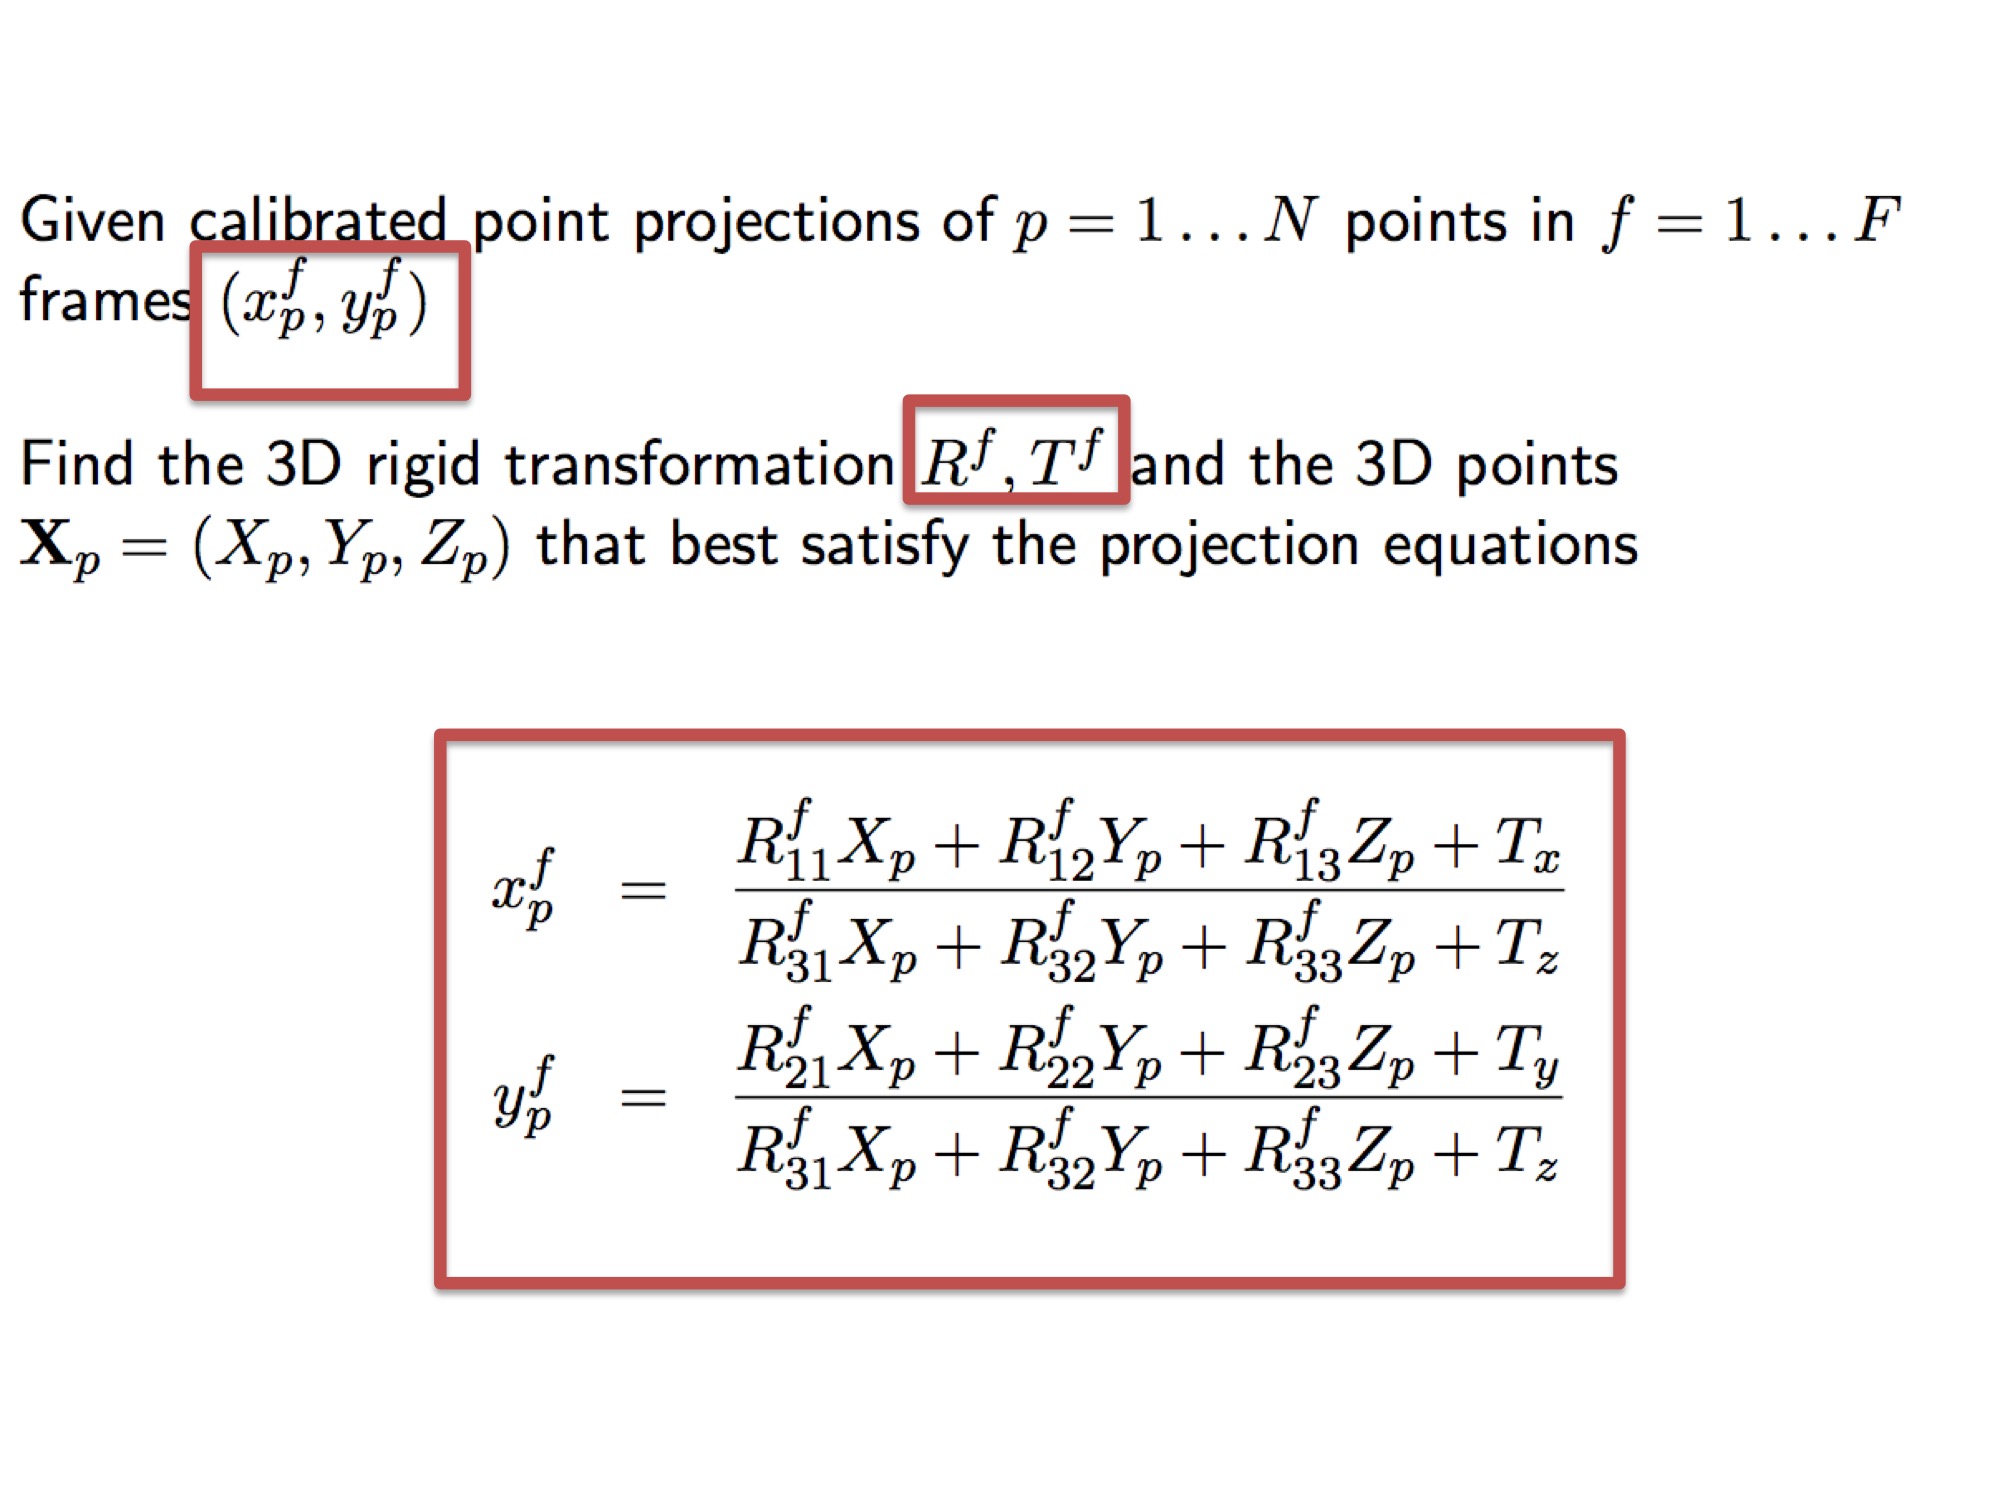 Given calibrated point projections of $p = 1 \ldots N$ points in $f = 1 \ldots F$
frames $(x_p^f, y_p^f)$
Find the 3D rigid transformation $R^f, T^f$ and the 3D points
$\mathbf{X}_p = (X_p, Y_p, Z_p)$ that best satisfy the projection equations
$x_p^f = \frac{R_{11}^f X_p + R_{12}^f Y_p + R_{13}^f Z_p + T_x}{R_{31}^f X_p + R_{32}^f Y_p + R_{33}^f Z_p + T_z}$
$y_p^f = \frac{R_{21}^f X_p + R_{22}^f Y_p + R_{23}^f Z_p + T_y}{R_{31}^f X_p + R_{32}^f Y_p + R_{33}^f Z_p + T_z}$